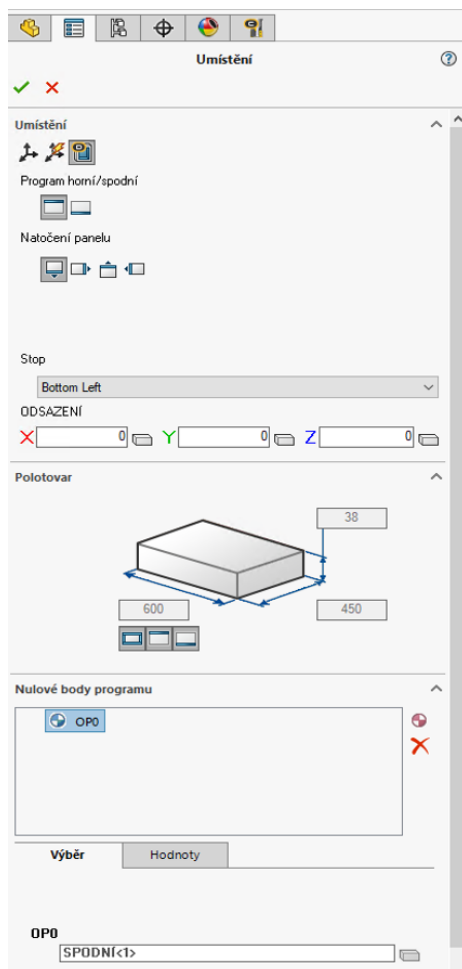 Umístění
Umístění
Program horní/spodní
Natočení panelu
Stop
Bottom Left
ODSAZENÍ
X 0 Y 0 Z 0
Polotovar
38
600 450
Nulové body programu
OP0
Výběr Hodnoty
OP0
SPODNÍ<1>